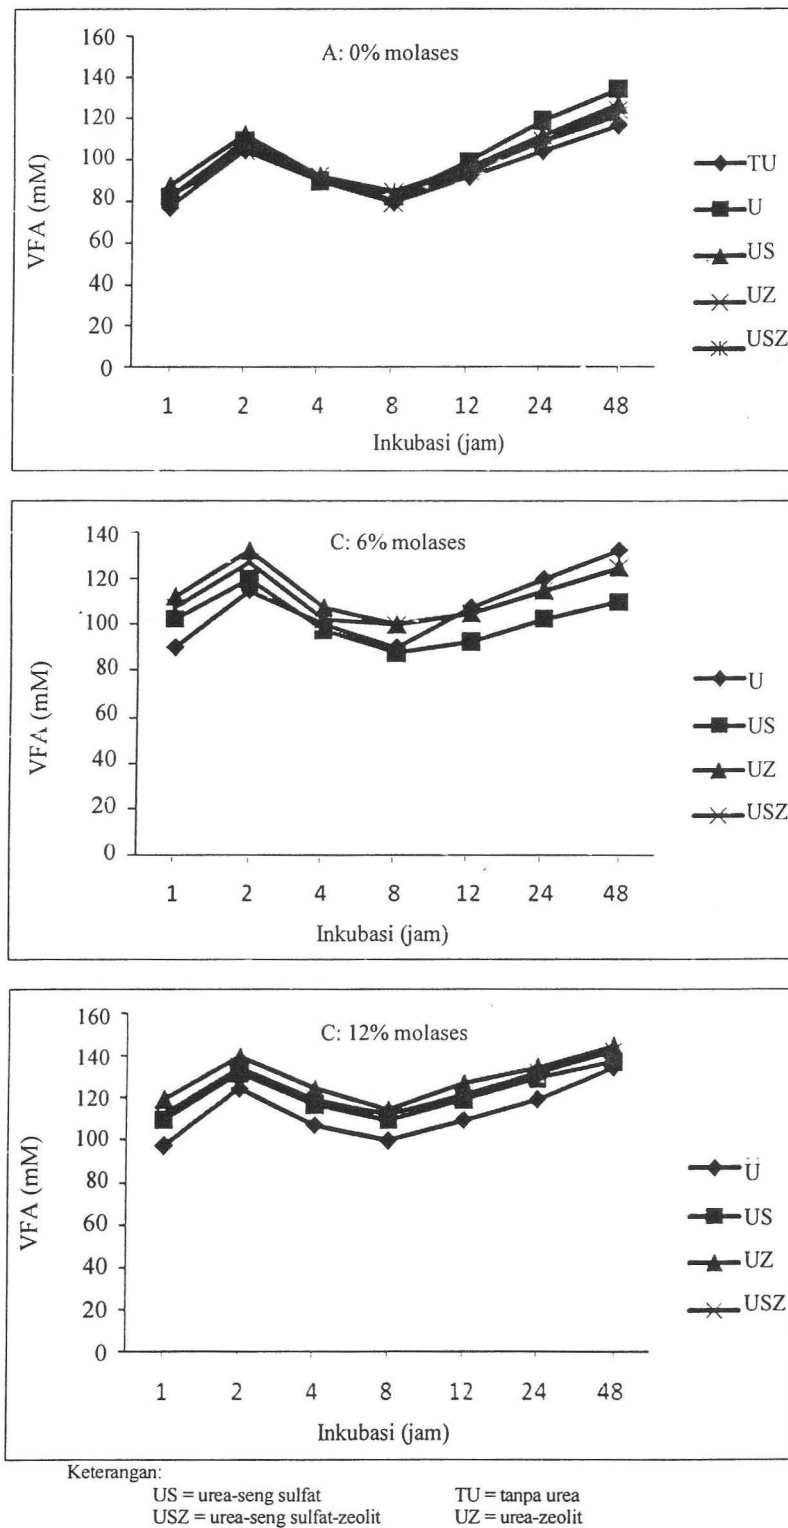 A: 0% molases
160
140
120
100
80
60
40
20
0
VFA (mM)
1 2 4 8 12 24 48
Inkubasi (jam)
TU
U
US
UZ
USZ
C: 6% molases
140
120
100
80
60
40
20
0
VFA (mM)
1 2 4 8 12 24 48
Inkubasi (jam)
U
US
UZ
USZ
C: 12% molases
160
140
120
100
80
60
40
20
0
VFA (mM)
1 2 4 8 12 24 48
Inkubasi (jam)
U
US
UZ
USZ
Keterangan:
US = urea-seng sulfat TU = tanpa urea
USZ = urea-seng sulfat-zeolit UZ = urea-zeolit